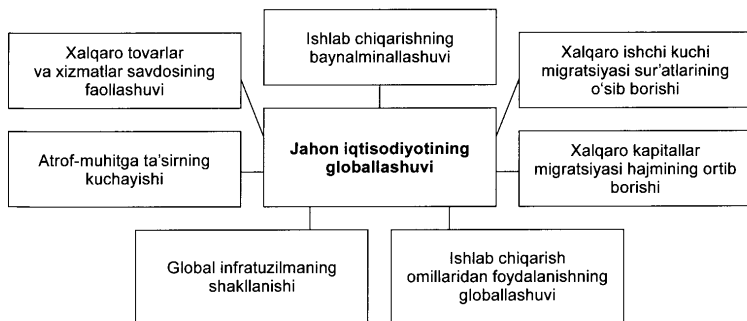 Xalqaro tovarlar
va xizmatlar savdosining
faollashuvi
Ishlab chiqarishning
baynalminallashuvi
Xalqaro ishchi kuchi
migratsiyasi sur'atlarining
o‘sib borishi
Atrof-muhitga ta'sirning
kuchayishi
Jahon iqtisodiyotining
globallashuvi
Xalqaro kapitallar
migratsiyasi hajmining ortib
borishi
Global infratuzilmaning
shakllanishi
Ishlab chiqarish
omillaridan foydalanishning
globallashuvi